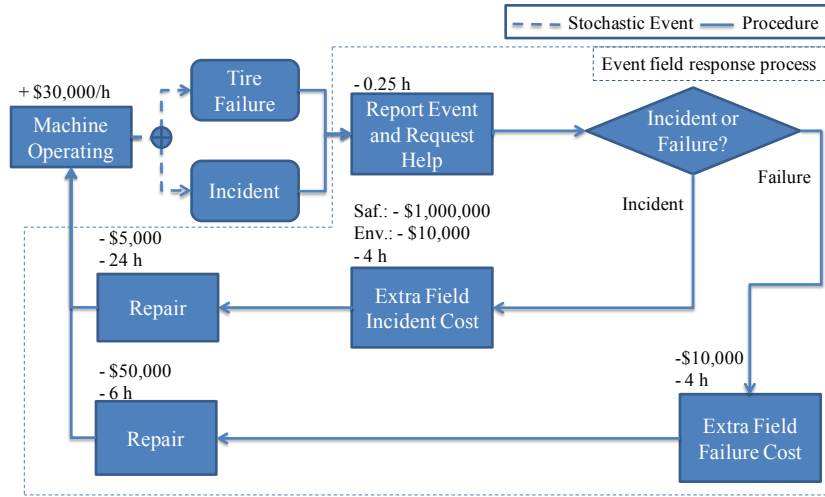 Stochastic Event
Procedure
Event field response process
+ $30,000/h
Machine
Operating
Tire
Failure
Incident
- 0.25 h
Report Event
and Request
Help
Incident or
Failure?
Failure
Incident
Saf.: - $1,000,000
Env.: - $10,000
- 4 h
Extra Field
Incident Cost
- $5,000
- 24 h
Repair
-$10,000
- 4 h
Extra Field
Failure Cost
- $50,000
- 6 h
Repair